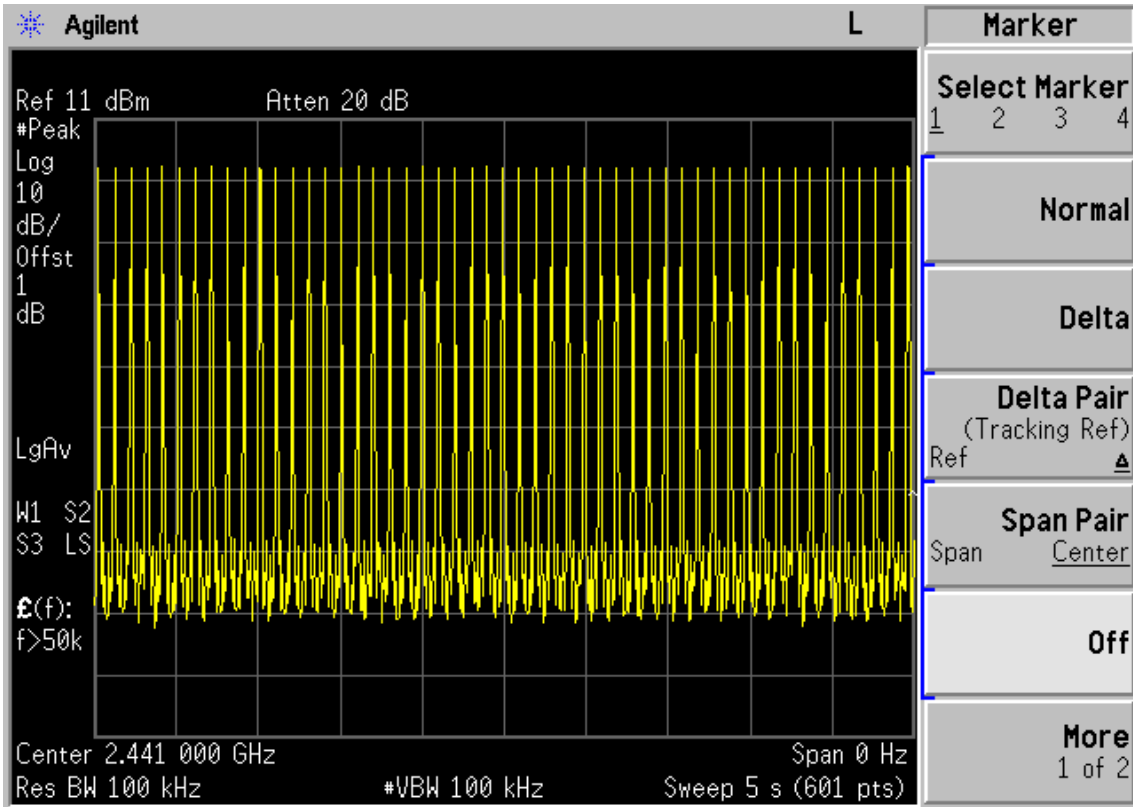 Agilent L
Ref 11 dBm Atten 20 dB
#Peak
Log
10
dB/
Offst
1
dB
LgAv
W1 S2
S3 LS
£(f):
f>50k
Center 2.441 000 GHz Span 0 Hz
Res BW 100 kHz #VBW 100 kHz Sweep 5 s (601 pts)
Marker
Select Marker
1 2 3 4
Normal
Delta
Delta Pair
(Tracking Ref)
Ref Δ
Span Pair
Span Center
Off
More
1 of 2